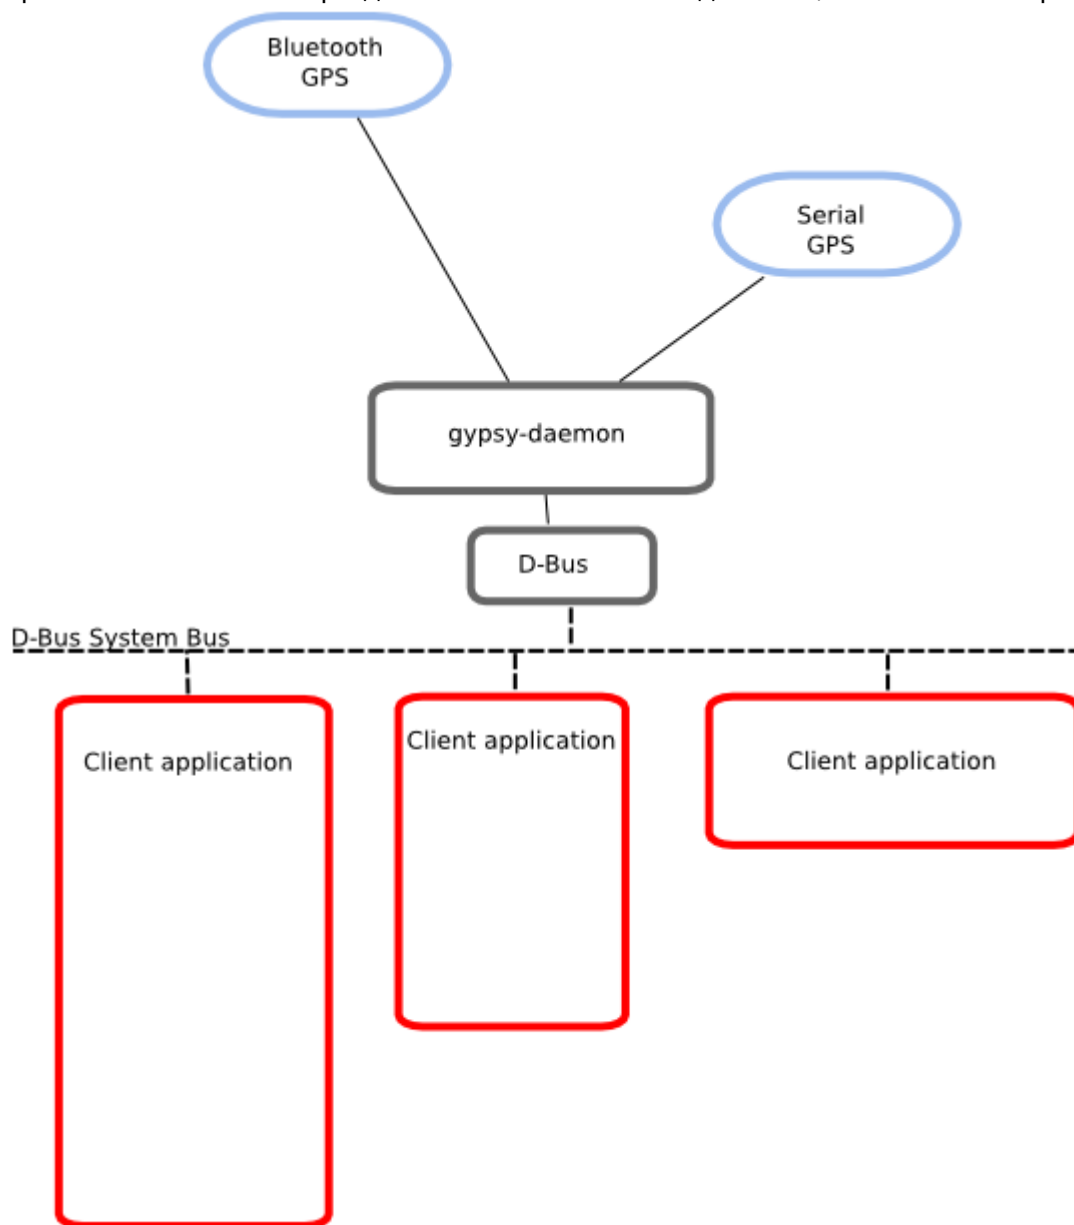 Bluetooth
GPS
Serial
GPS
gypsy-daemon
D-Bus
D-Bus System Bus
Client application
Client application
Client application